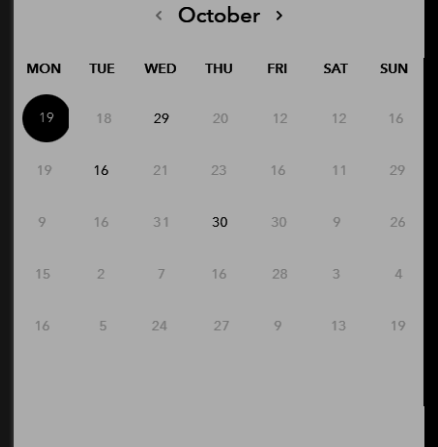 < October >
MON TUE WED THU FRI SAT SUN
19 18 29 20 12 12 16
19 16 21 23 16 11 29
9 16 31 30 30 9 26
15 2 7 16 28 3 4
16 5 24 27 9 13 19